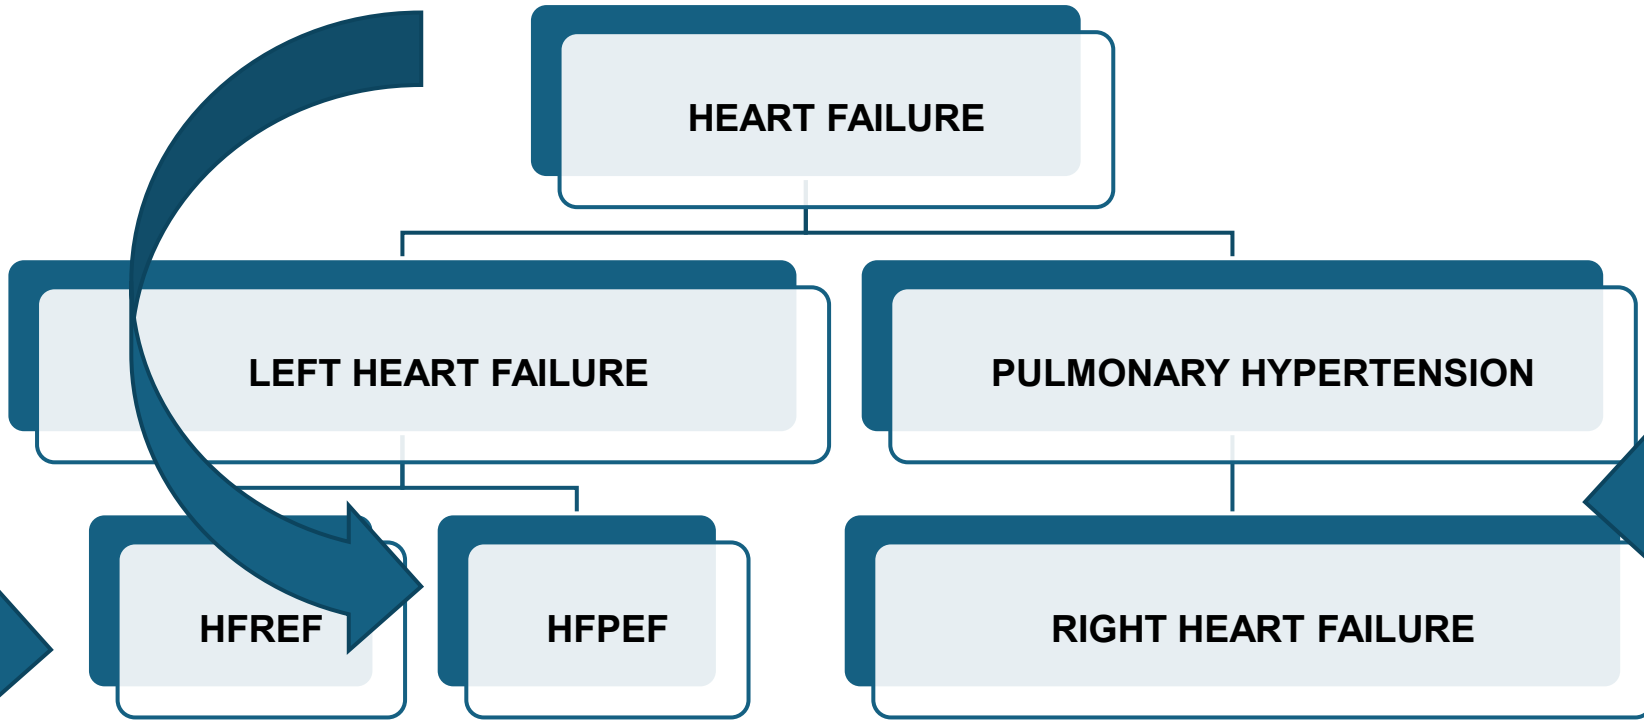 HEART FAILURE
LEFT HEART FAILURE
PULMONARY HYPERTENSION
HFREF
HFPEF
RIGHT HEART FAILURE